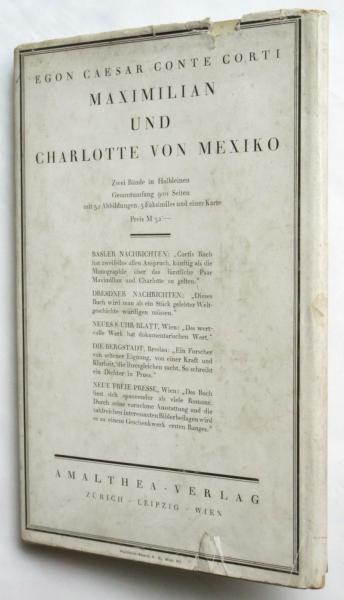 EGON CAESAR CONTE CORTI
MAXIMILIAN
UND
CHARLOTTE VON MEXIKO
Zwei Bände in Halbleinen
Gesamtumfang 900 Seiten
mit 52 Abbildungen, 5 Faksimiles und einer Karte
Preis M 32·—
BASLER NACHRICHTEN: „Cortis Buch
hat zweifellos allen Anspruch, künftig als die
Monographie über das fürstliche Paar
Maximilian und Charlotte zu gelten.“
DRESDNER NACHRICHTEN: „Dieses
Buch wird man als ein Stück gelebter Welt-
geschichte würdigen müssen.“
NEUES 8 UHR-BLATT, Wien: „Das wert-
volle Werk hat dokumentarischen Wert.“
DIE BERGSTADT, Breslau: „Ein Forscher
von seltener Eignung, von einer Kraft und
Klarheit, die ihresgleichen sucht. So schreibt
ein Dichter in Prosa.“
NEUE FREIE PRESSE, Wien: „Das Buch
liest sich spannender als viele Romane.
Durch seine vornehme Ausstattung und die
zahlreichen interessanten Bilderbeilagen wird
es zu einem Geschenkwerk ersten Ranges.“
AMALTHEA-VERLAG
ZÜRICH - LEIPZIG - WIEN